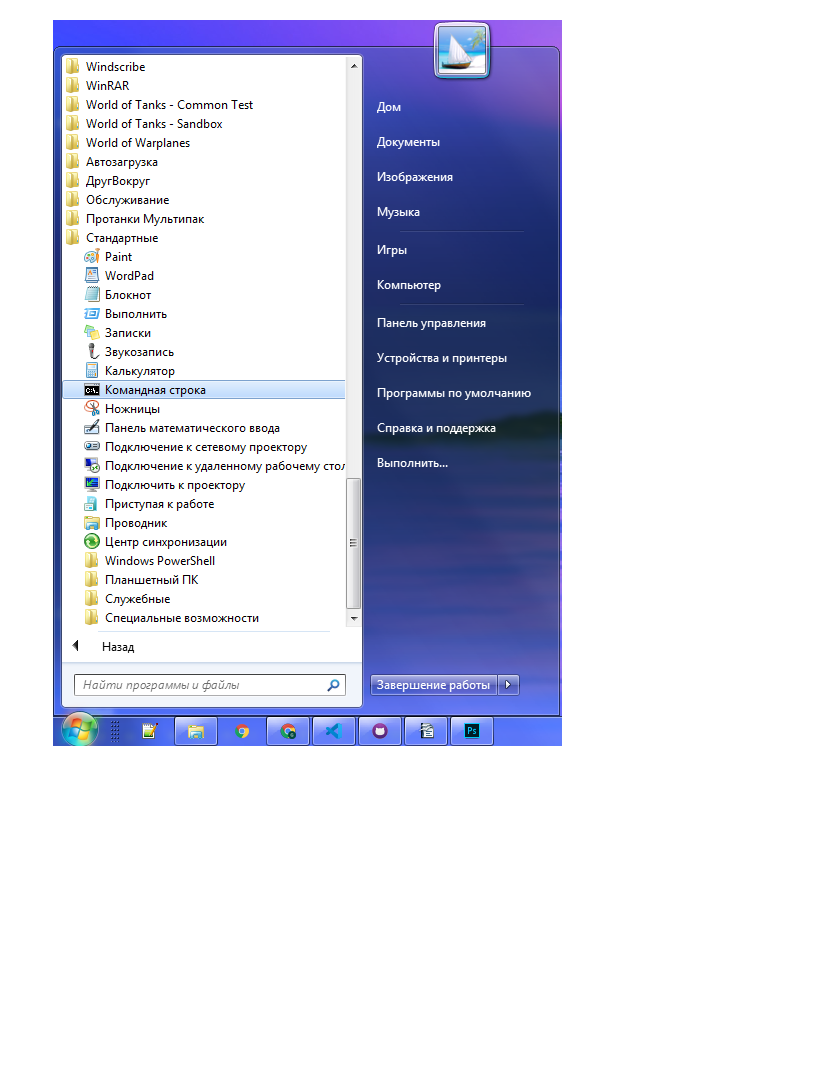 Windscribe
WinRAR
World of Tanks - Common Test
World of Tanks - Sandbox
World of Warplanes
Автозагрузка
ДругВокруг
Обслуживание
Протанки Мультипак
Стандартные
Paint
WordPad
Блокнот
Выполнить
Записки
Звукозапись
Калькулятор
C:\.
Командная строка
Ножницы
Панель математического ввода
Подключение к сетевому проектору
Подключение к удаленному рабочему стол
Подключить к проектору
Приступая к работе
Проводник
Центр синхронизации
Windows PowerShell
Планшетный ПК
Служебные
Специальные возможности
Назад
Найти программы и файлы
Дом
Документы
Изображения
Музыка
Игры
Компьютер
Панель управления
Устройства и принтеры
Программы по умолчанию
Справка и поддержка
Выполнить...
Завершение работы
Ps